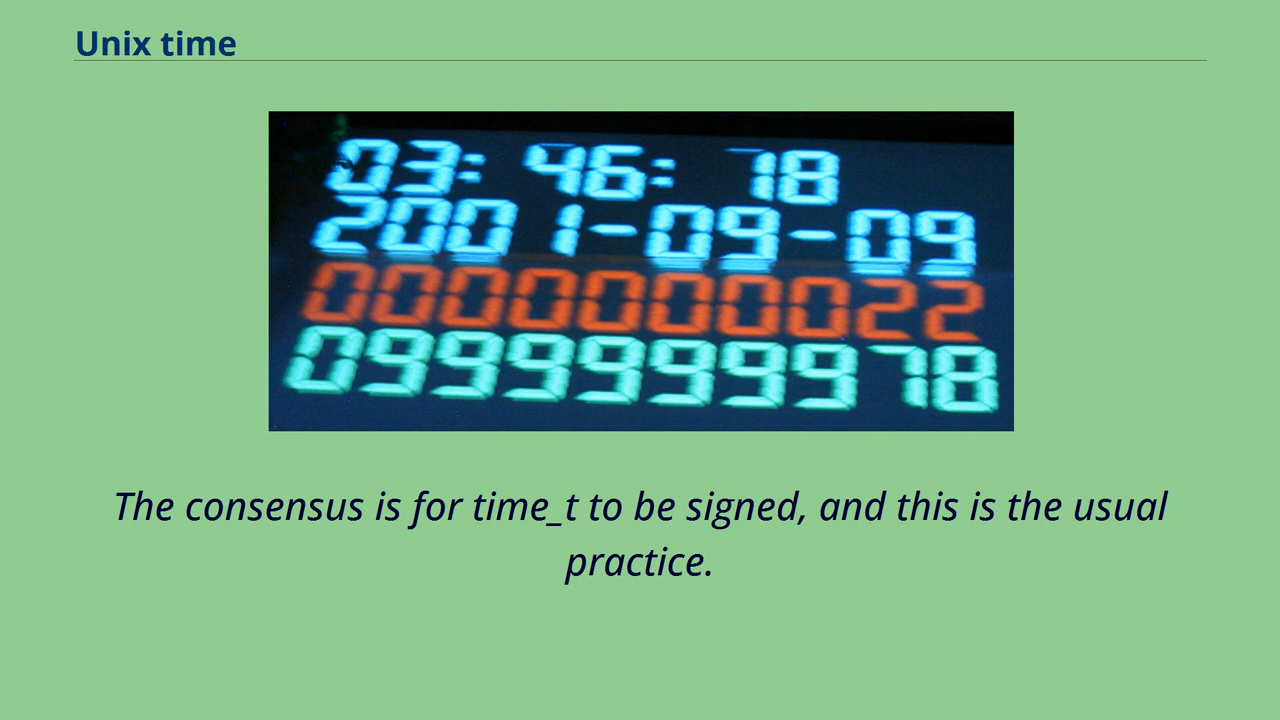 Unix time
03: 46: 18
2001-09-09
0000000022
0999999978
The consensus is for time_t to be signed, and this is the usual
practice.